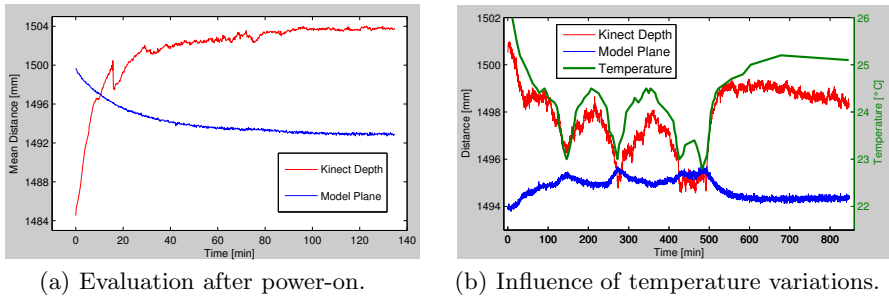 1504
1500
1496
1492
1488
1484
Mean Distance [mm]
Kinect Depth
Model Plane
0 20 40 60 80 100 120 140
Time [min]
(a) Evaluation after power-on.
1502
1500
1498
1496
1494
Distance [mm]
Kinect Depth
Model Plane
Temperature
26
25
24
23
22
Temperature [°C]
0 100 200 300 400 500 600 700 800
Time [min]
(b) Influence of temperature variations.